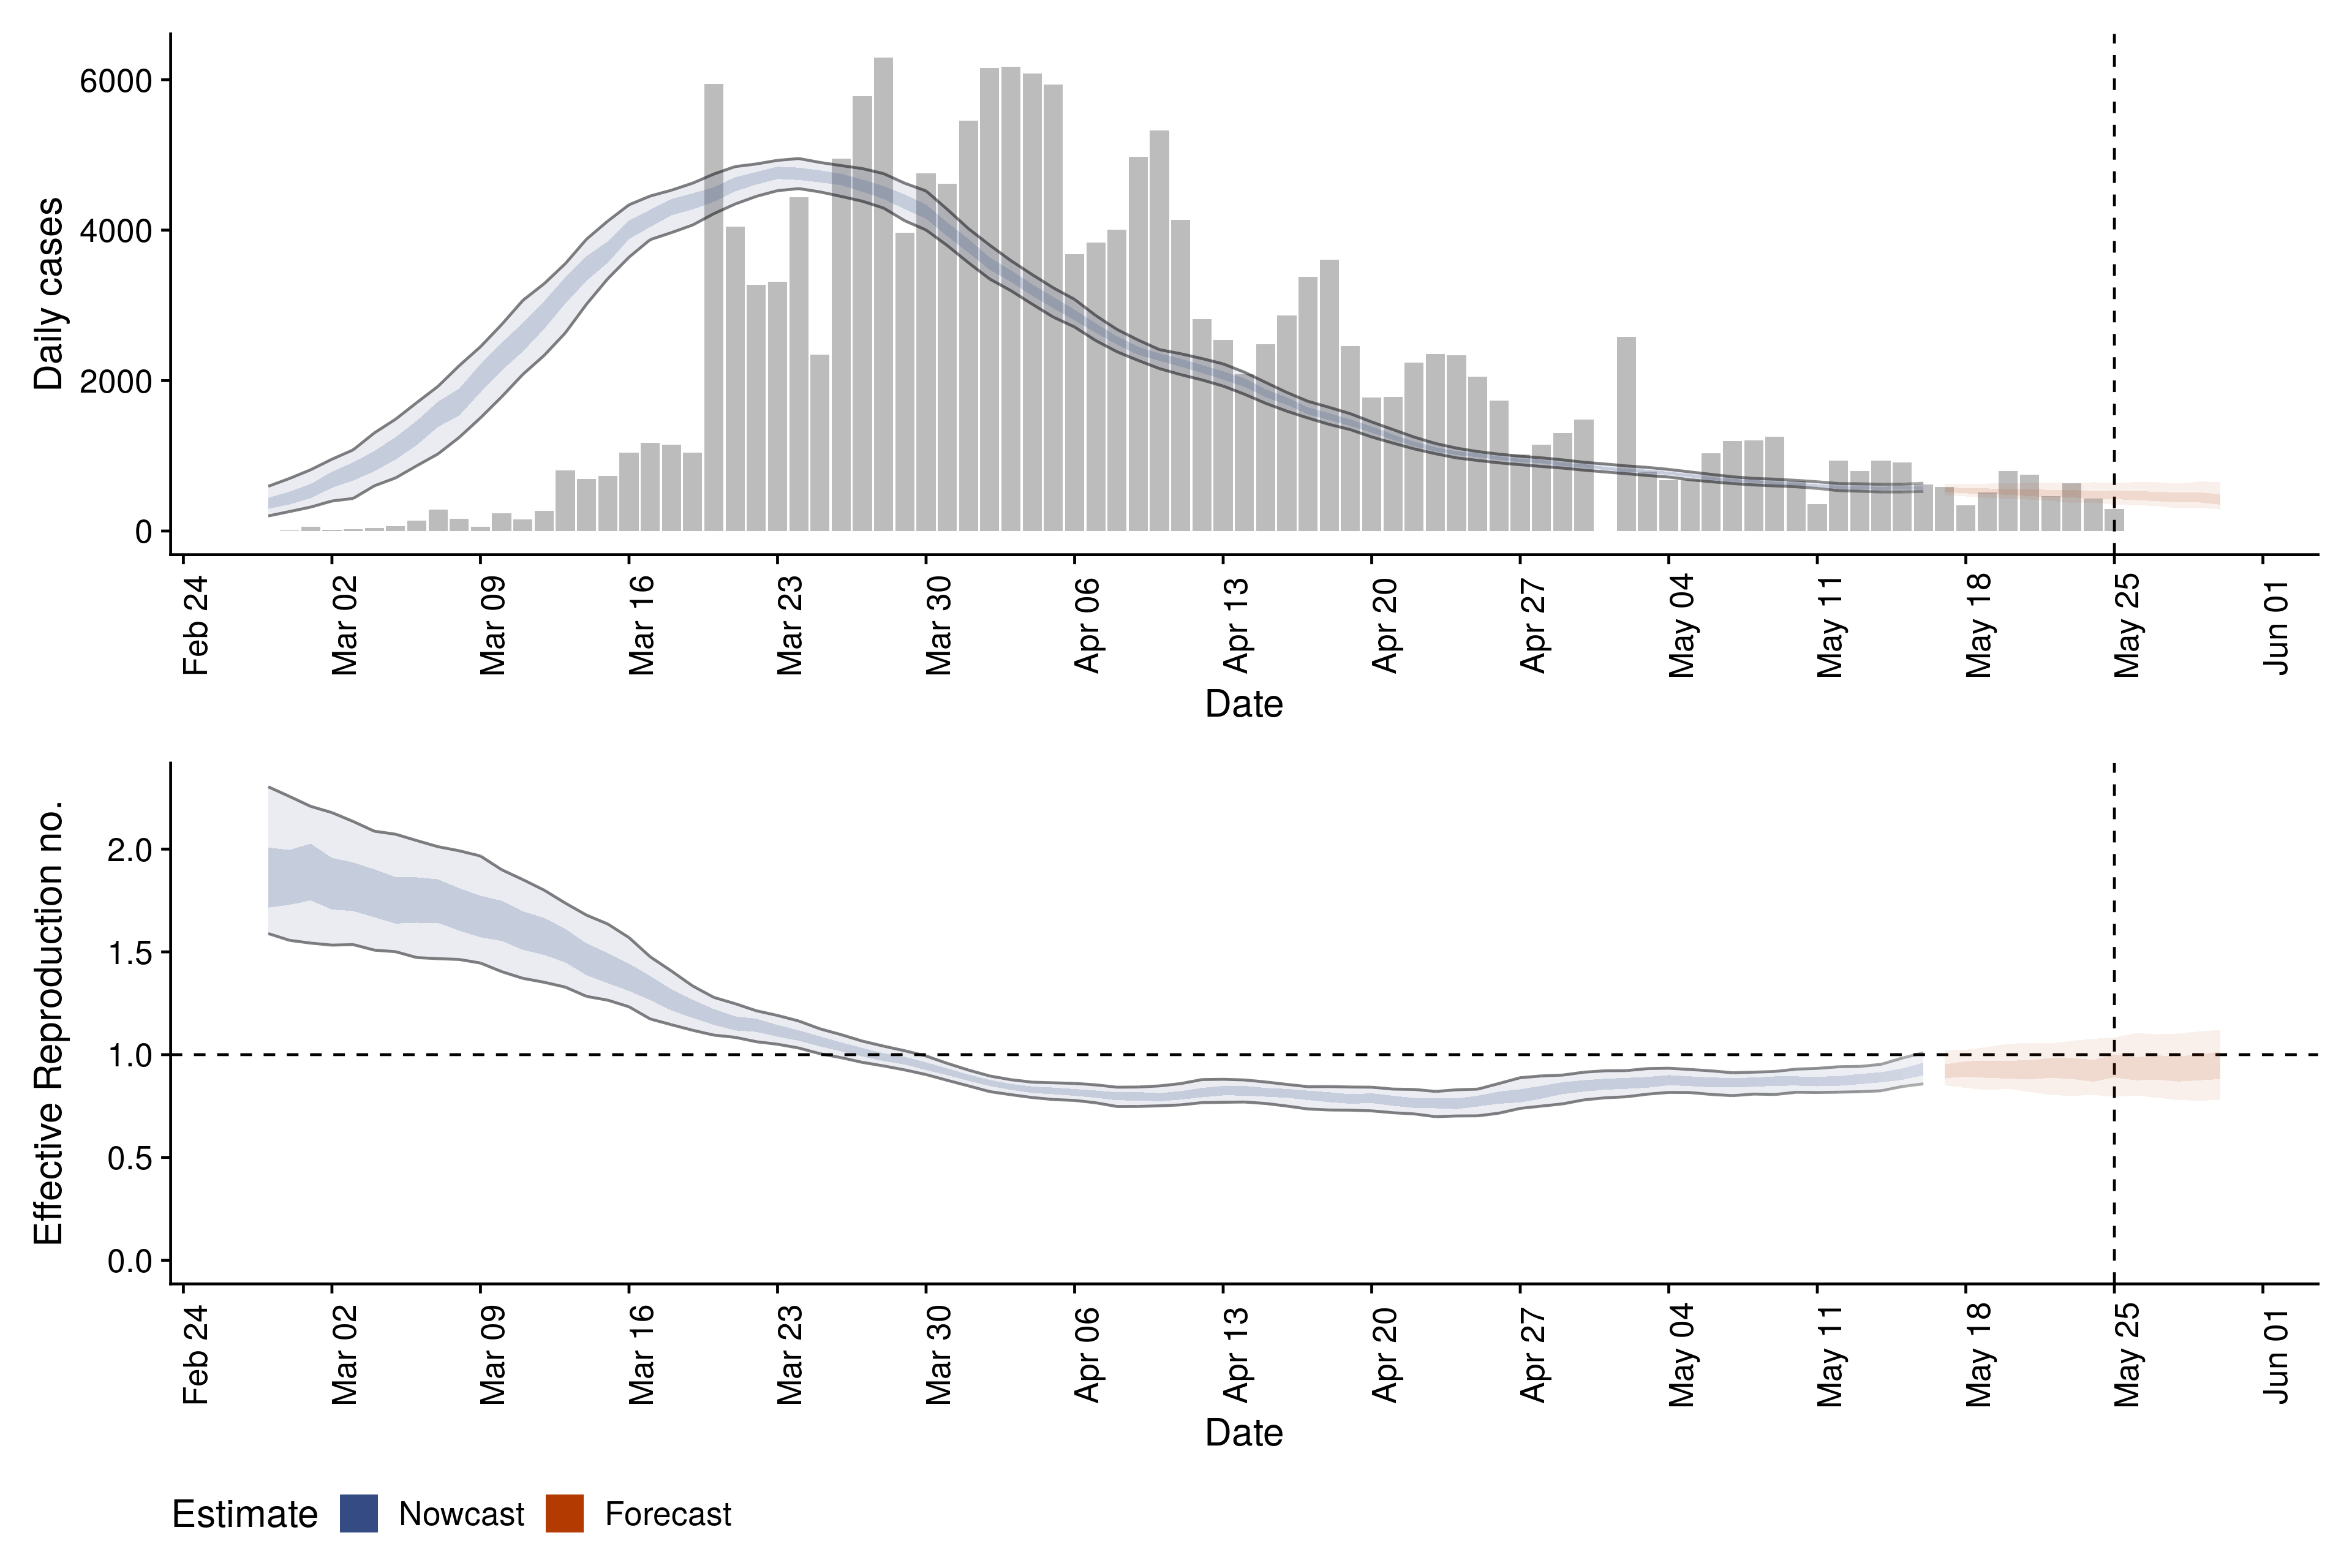 Daily cases
6000
4000
2000
0
Feb 24
Mar 02
Mar 09
Mar 16
Mar 23
Mar 30
Apr 06
Apr 13
Apr 20
Apr 27
May 04
May 11
May 18
May 25
Jun 01
Date
Effective Reproduction no.
2.0
1.5
1.0
0.5
0.0
Feb 24
Mar 02
Mar 09
Mar 16
Mar 23
Mar 30
Apr 06
Apr 13
Apr 20
Apr 27
May 04
May 11
May 18
May 25
Jun 01
Date
Estimate Nowcast Forecast